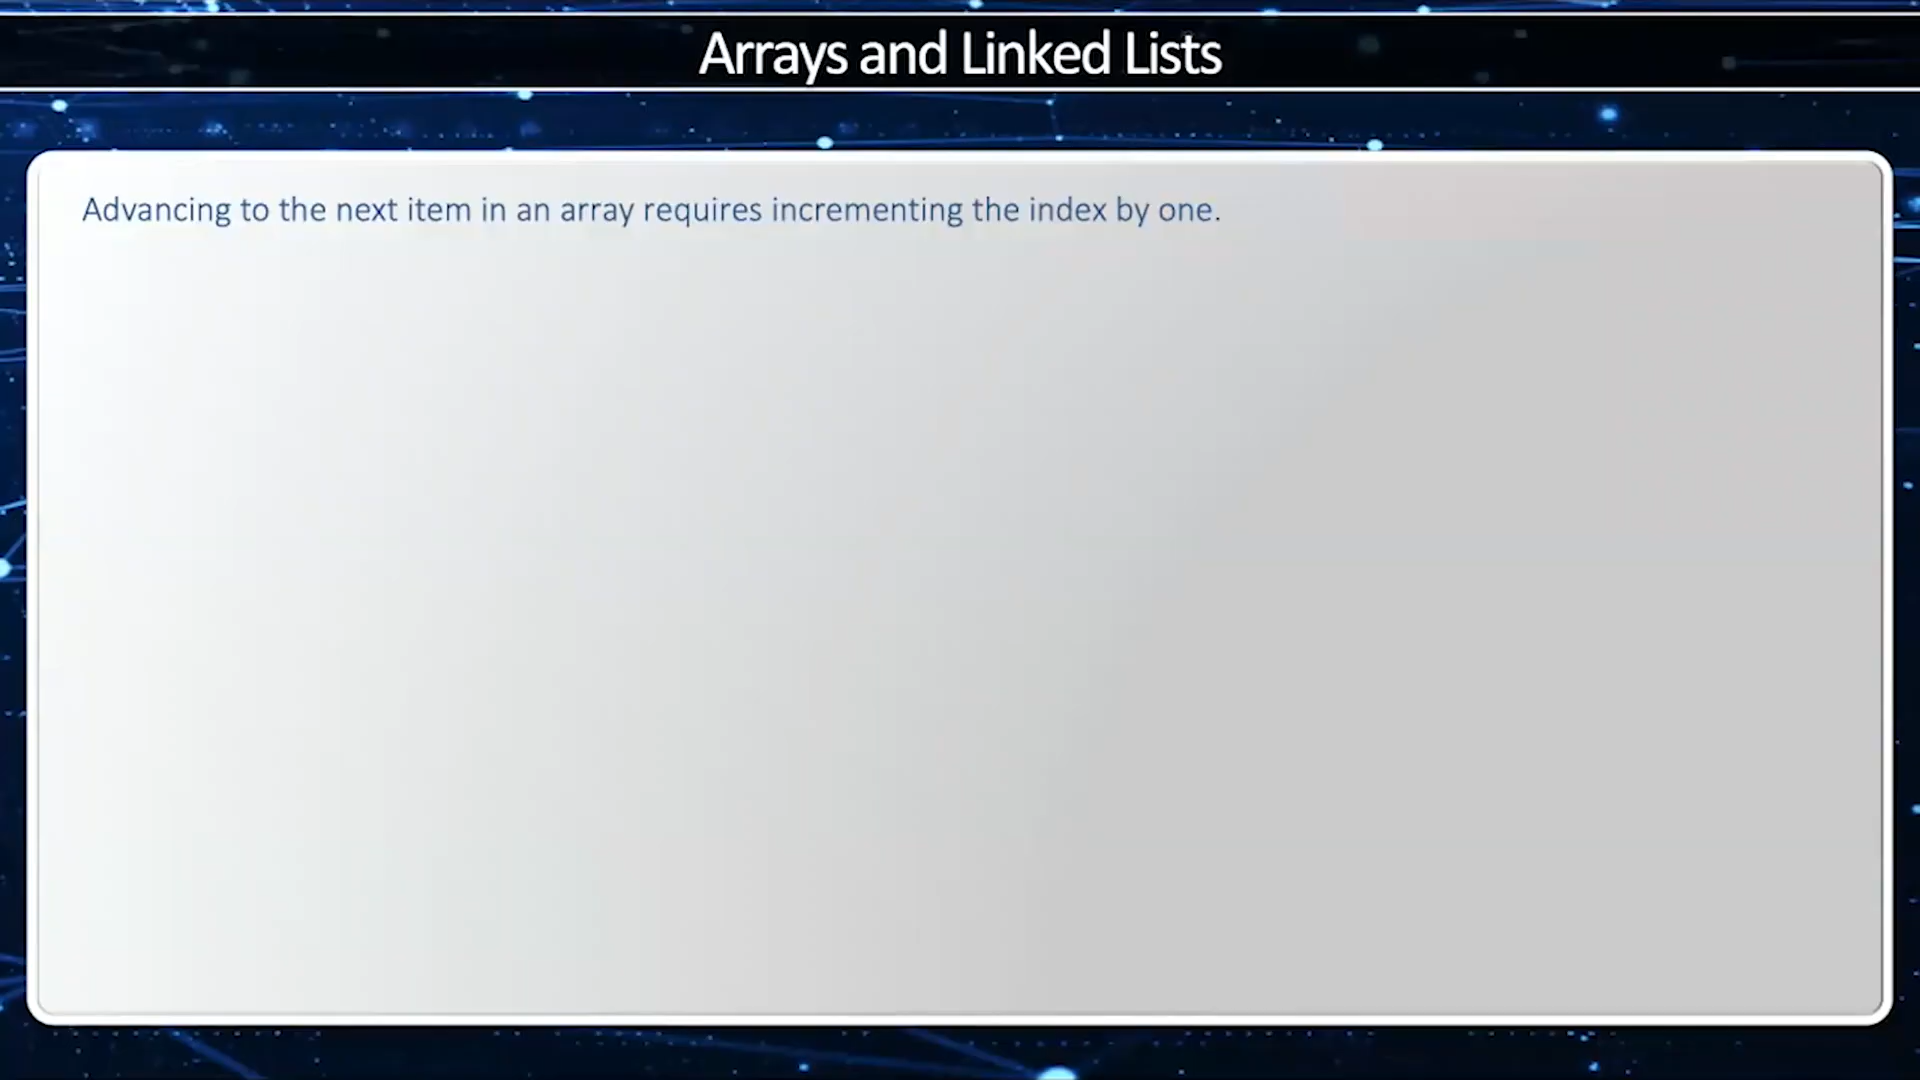 Arrays and Linked Lists
Advancing to the next item in an array requires incrementing the index by one.